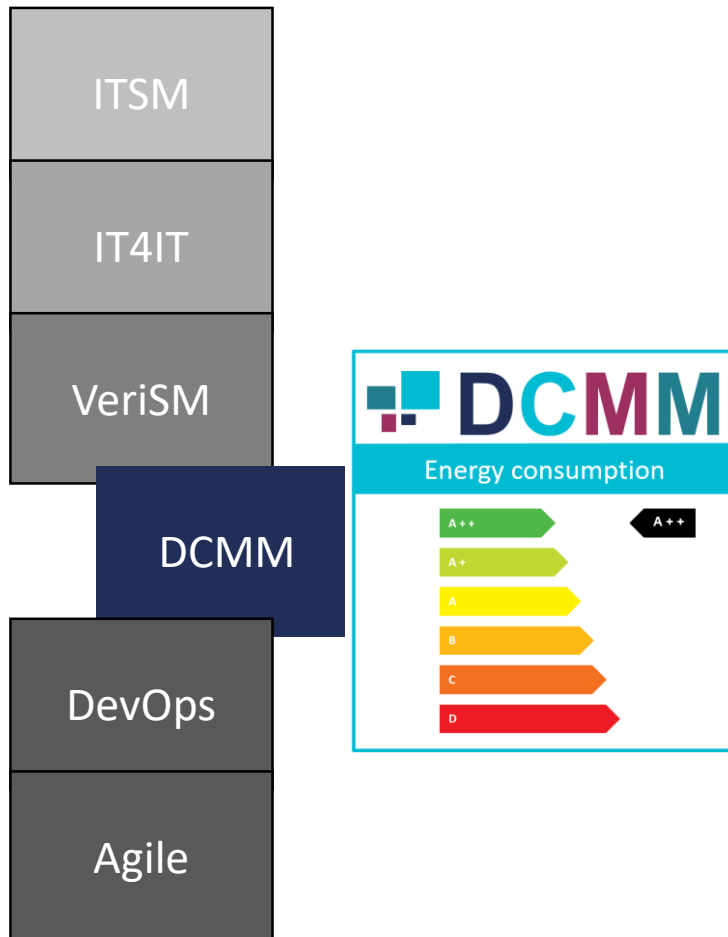 ITSM
IT4IT
VeriSM
DCMM
DevOps
Agile
DCMM
Energy consumption
A++ A++
A+
A
B
C
D